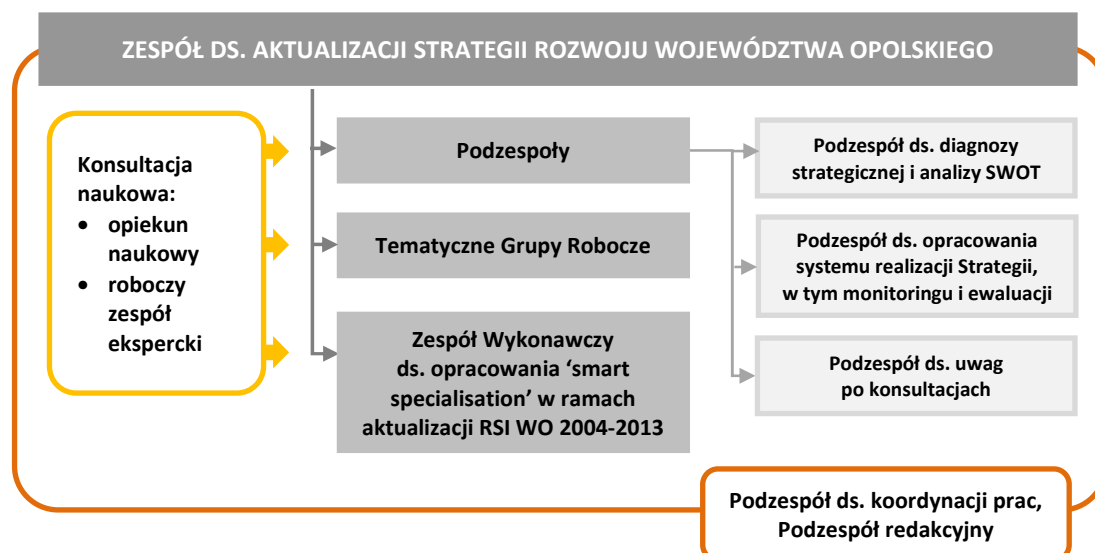 ZESPÓŁ DS. AKTUALIZACJI STRATEGII ROZWOJU WOJEWÓDZTWA OPOLSKIEGO
Konsultacja
naukowa:
• opiekun
naukowy
• roboczy
zespół
ekspercki
Podzespoły
Tematyczne Grupy Robocze
Zespół Wykonawczy
ds. opracowania ‘smart
specialisation’ w ramach
aktualizacji RSI WO 2004-2013
Podzespół ds. diagnozy
strategicznej i analizy SWOT
Podzespół ds. opracowania
systemu realizacji Strategii,
w tym monitoringu i ewaluacji
Podzespół ds. uwag
po konsultacjach
Podzespół ds. koordynacji prac,
Podzespół redakcyjny